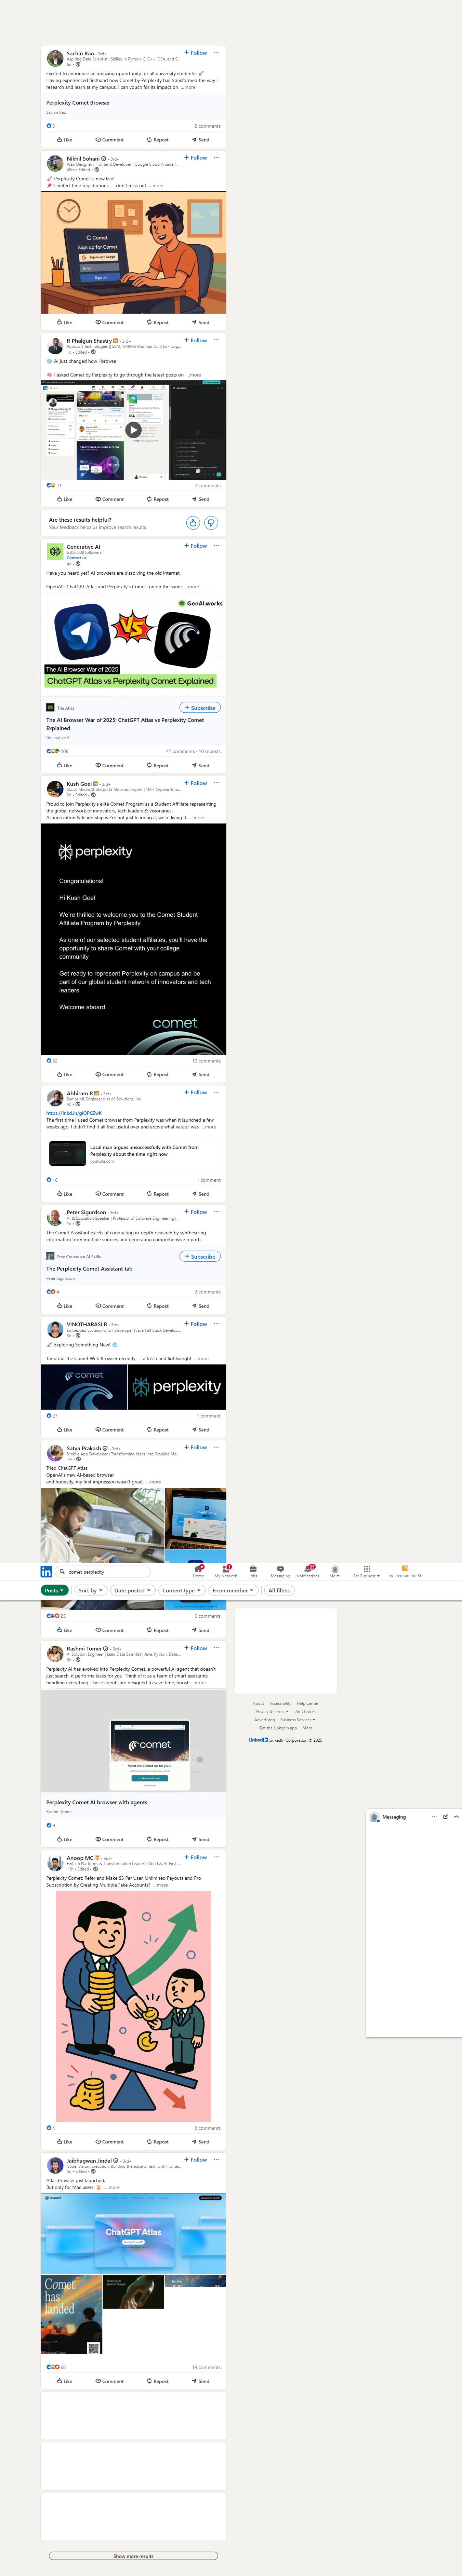 Sachin Rao • 3rd+
Aspiring Data Scientist | Skilled in Python, C, C++, DSA, and S...
+ Follow
Excited to announce an amazing opportunity for all university students! 🚀
Having experienced firsthand how Comet by Perplexity has transformed the way I
research and learn at my campus, I can vouch for its impact on ...more
Perplexity Comet Browser
Sachin Rao
3
2 comments
Like Comment Repost Send
Nikhil Sohani • 3rd+
Web Designer | Frontend Developer | Google Cloud Arcade F...
+ Follow
🚀 Perplexity Comet is now live!
📌 Limited-time registrations — don't miss out ...more
Comet
Sign up for Comet
Sign in with Google
Email
Sign up
Like Comment Repost Send
R Phalgun Shastry • 3rd+
Robosoft Technologies || SBM, NMIMS Mumbai '23 || Ex - Cog...
1d • Edited •
+ Follow
🌐 AI just changed how I browse
🧠 I asked Comet by Perplexity to go through the latest posts on ...more
21
2 comments
Like Comment Repost Send
Are these results helpful?
Your feedback helps us improve search results
Generative AI
Contact us.
+ Follow
Have you heard yet? AI browsers are dissolving the old internet.
OpenAI's ChatGPT Atlas and Perplexity's Comet run on the same ...more
GenAI.works
VS
The AI Browser War of 2025
ChatGPT Atlas vs Perplexity Comet Explained
The Atlas
+ Subscribe
The AI Browser War of 2025: ChatGPT Atlas vs Perplexity Comet
Explained
Generative AI
508
47 comments • 10 reposts
Like Comment Repost Send
Kush Goel • 3rd+
Social Media Strategist & Meta ads Expert | 1M+ Organic Imp...
2d • Edited •
+ Follow
Proud to join Perplexity's elite Comet Program as a Student Affiliate representing
the global network of innovators, tech leaders & visionaries!
AI, innovation & leadership we're not just learning it, we're living it. ...more
perplexity
Congratulations!
Hi Kush Goel
We're thrilled to welcome you to the Comet Student
Affiliate Program by Perplexity
As one of our selected student affiliates, you'll have the
opportunity to share Comet with your college
community
Get ready to represent Perplexity on campus and be
part of our global student network of innovators and tech
leaders.
Welcome aboard
comet
32
10 comments
Like Comment Repost Send
Abhiram R • 3rd+
+ Follow
https://lnkd.in/giQP6ZwK
The first time I used Comet browser from Perplexity was when it launched a few
weeks ago. I didn't find it all that useful over and above what value I was ...more
Local man argues unsuccessfully with Comet from
Perplexity about the time right now
youtube.com
16
1 comment
Like Comment Repost Send
Peter Sigurdson • 3rd+
AI & Education Speaker | Professor of Software Engineering |...
+ Follow
The Comet Assistant excels at conducting in-depth research by synthesizing
information from multiple sources and generating comprehensive reports.
Free Course on AI Skills
+ Subscribe
The Perplexity Comet Assistant tab
Peter Sigurdson
4
2 comments
Like Comment Repost Send
VINOTHARASI R • 3rd+
Embedded Systems & IoT Developer | Java Full Stack Develop...
+ Follow
🚀 Exploring Something New! 🌐
Tried out the Comet Web Browser recently — a fresh and lightweight ...more
comet
perplexity
27
1 comment
Like Comment Repost Send
Satya Prakash • 3rd+
Mobile App Developer | Transforming Ideas into Scalable Mo...
+ Follow
Tried ChatGPT Atlas
OpenAI's new AI-based browser
and honestly, my first impression wasn't great. ...more
comet perplexity
Home My Network Jobs Messaging Notifications Me For Business Try Premium for ₹0
Posts Sort by Date posted Content type From member All filters
25
6 comments
Like Comment Repost Send
Rashmi Tomer • 3rd+
AI Solution Engineer | Lead Data Scientist | Java, Python, Data...
+ Follow
Perplexity AI has evolved into Perplexity Comet, a powerful AI agent that doesn't
just search, it performs tasks for you. Think of it as a team of smart assistants
handling everything. These agents are designed to save time, boost ...more
comet
What will Comet do for you?
Perplexity Comet AI browser with agents
Rashmi Tomer
9
Like Comment Repost Send
About Accessibility Help Center
Privacy & Terms Ad Choices
Advertising Business Services
Get the LinkedIn app More
LinkedIn LinkedIn Corporation © 2025
Messaging
Anoop MC • 3rd+
Fintech Platforms & Transformation Leader | Cloud & AI-First ...
+ Follow
Perplexity Comet: Refer and Make $3 Per User, Unlimited Payouts and Pro
Subscription by Creating Multiple Fake Accounts? ...more
4
2 comments
Like Comment Repost Send
Jaibhagwan Jindal • 3rd+
Code. Vision. Execution. Building the edge of tech with Fronte...
+ Follow
Atlas Browser just launched.
But only for Mac users. ...more
ChatGPT
ChatGPT Atlas
Comet
has
landed
68
19 comments
Like Comment Repost Send
Show more results